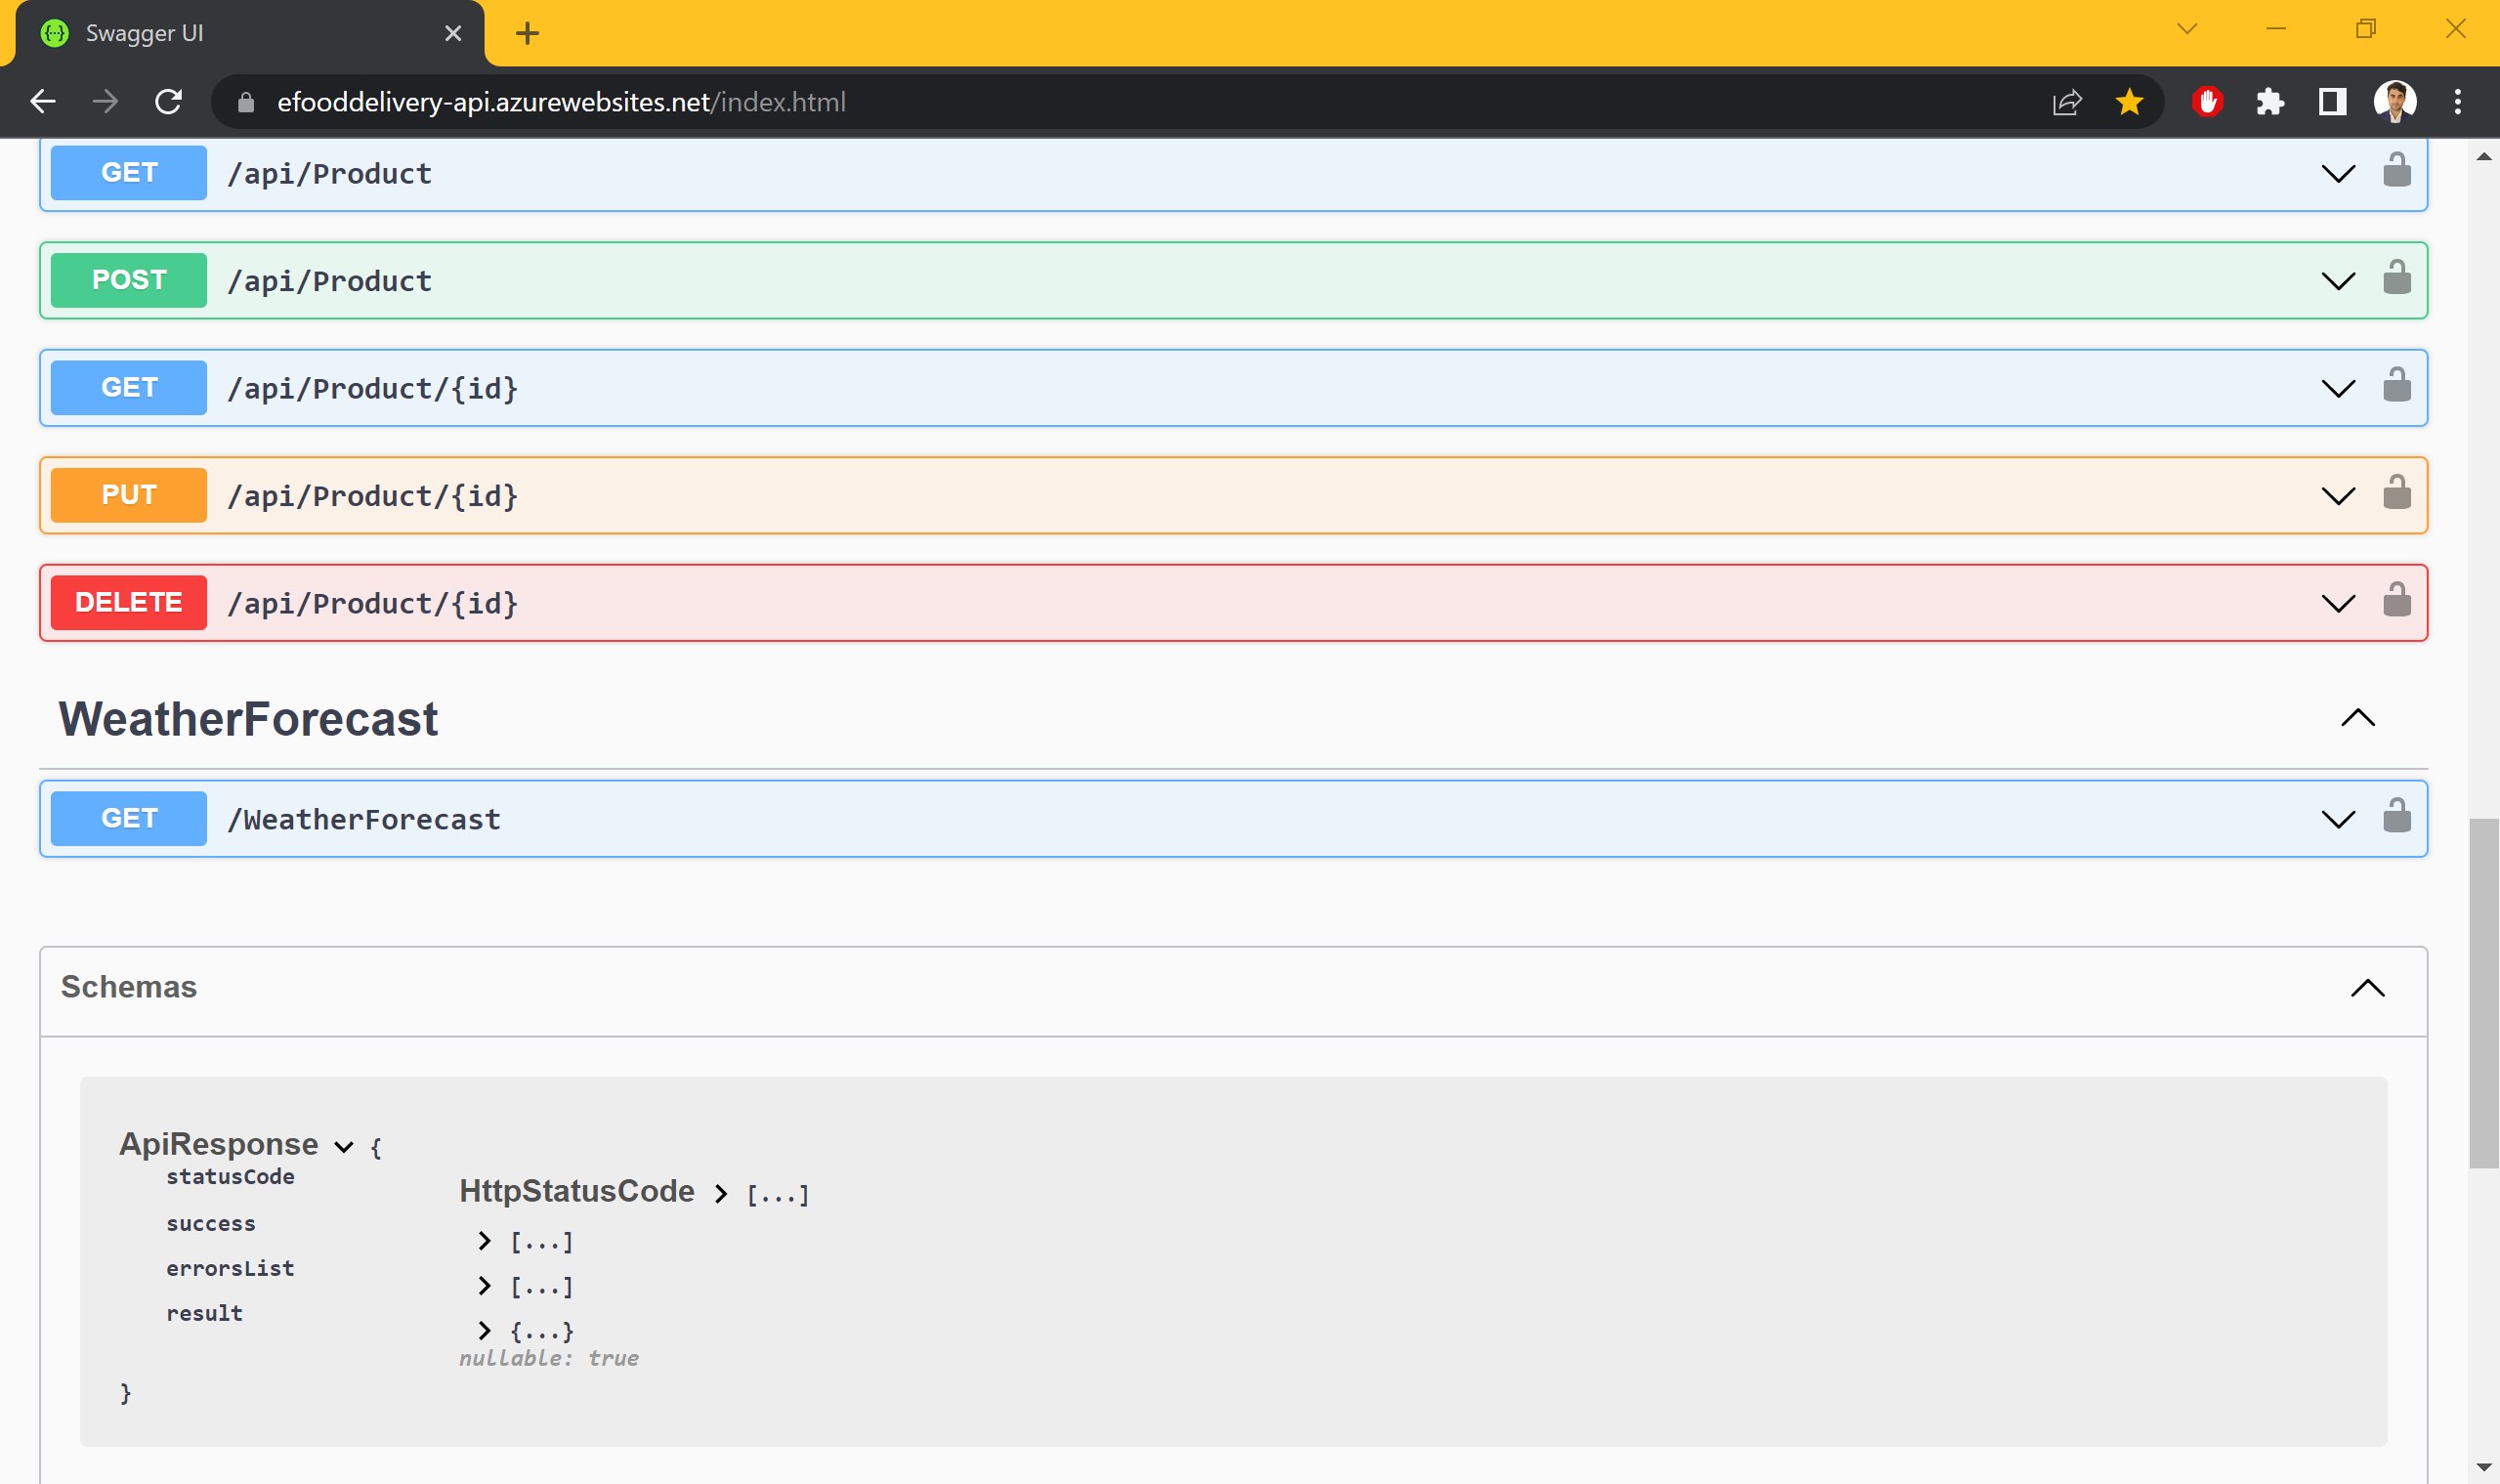 Swagger UI
efooddelivery-api.azurewebsites.net/index.html
GET /api/Product
POST /api/Product
GET /api/Product/{id}
PUT /api/Product/{id}
DELETE /api/Product/{id}
WeatherForecast
GET /WeatherForecast
Schemas
ApiResponse {
statusCode HttpStatusCode [...]
success [...]
errorsList [...]
result {...}
nullable: true
}